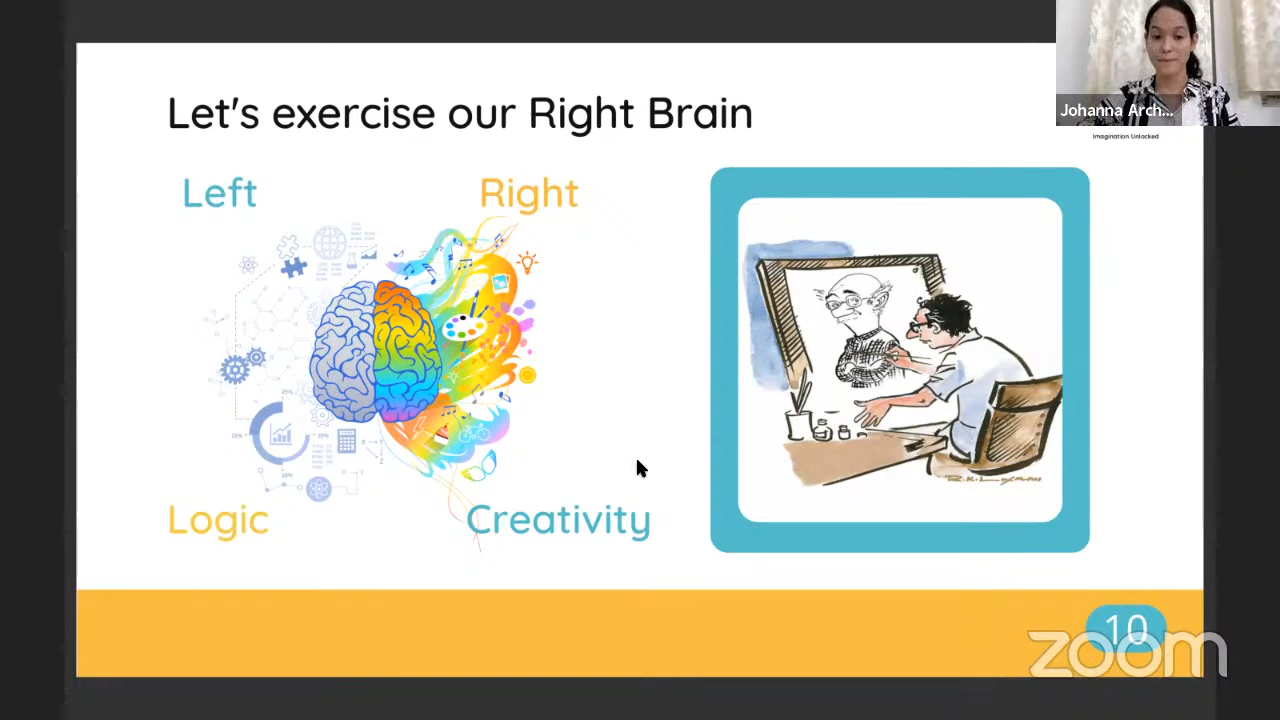 Let's exercise our Right Brain
Johanna Arch...
Imagination Unlocked
Left
Right
Logic
Creativity
10
zoom